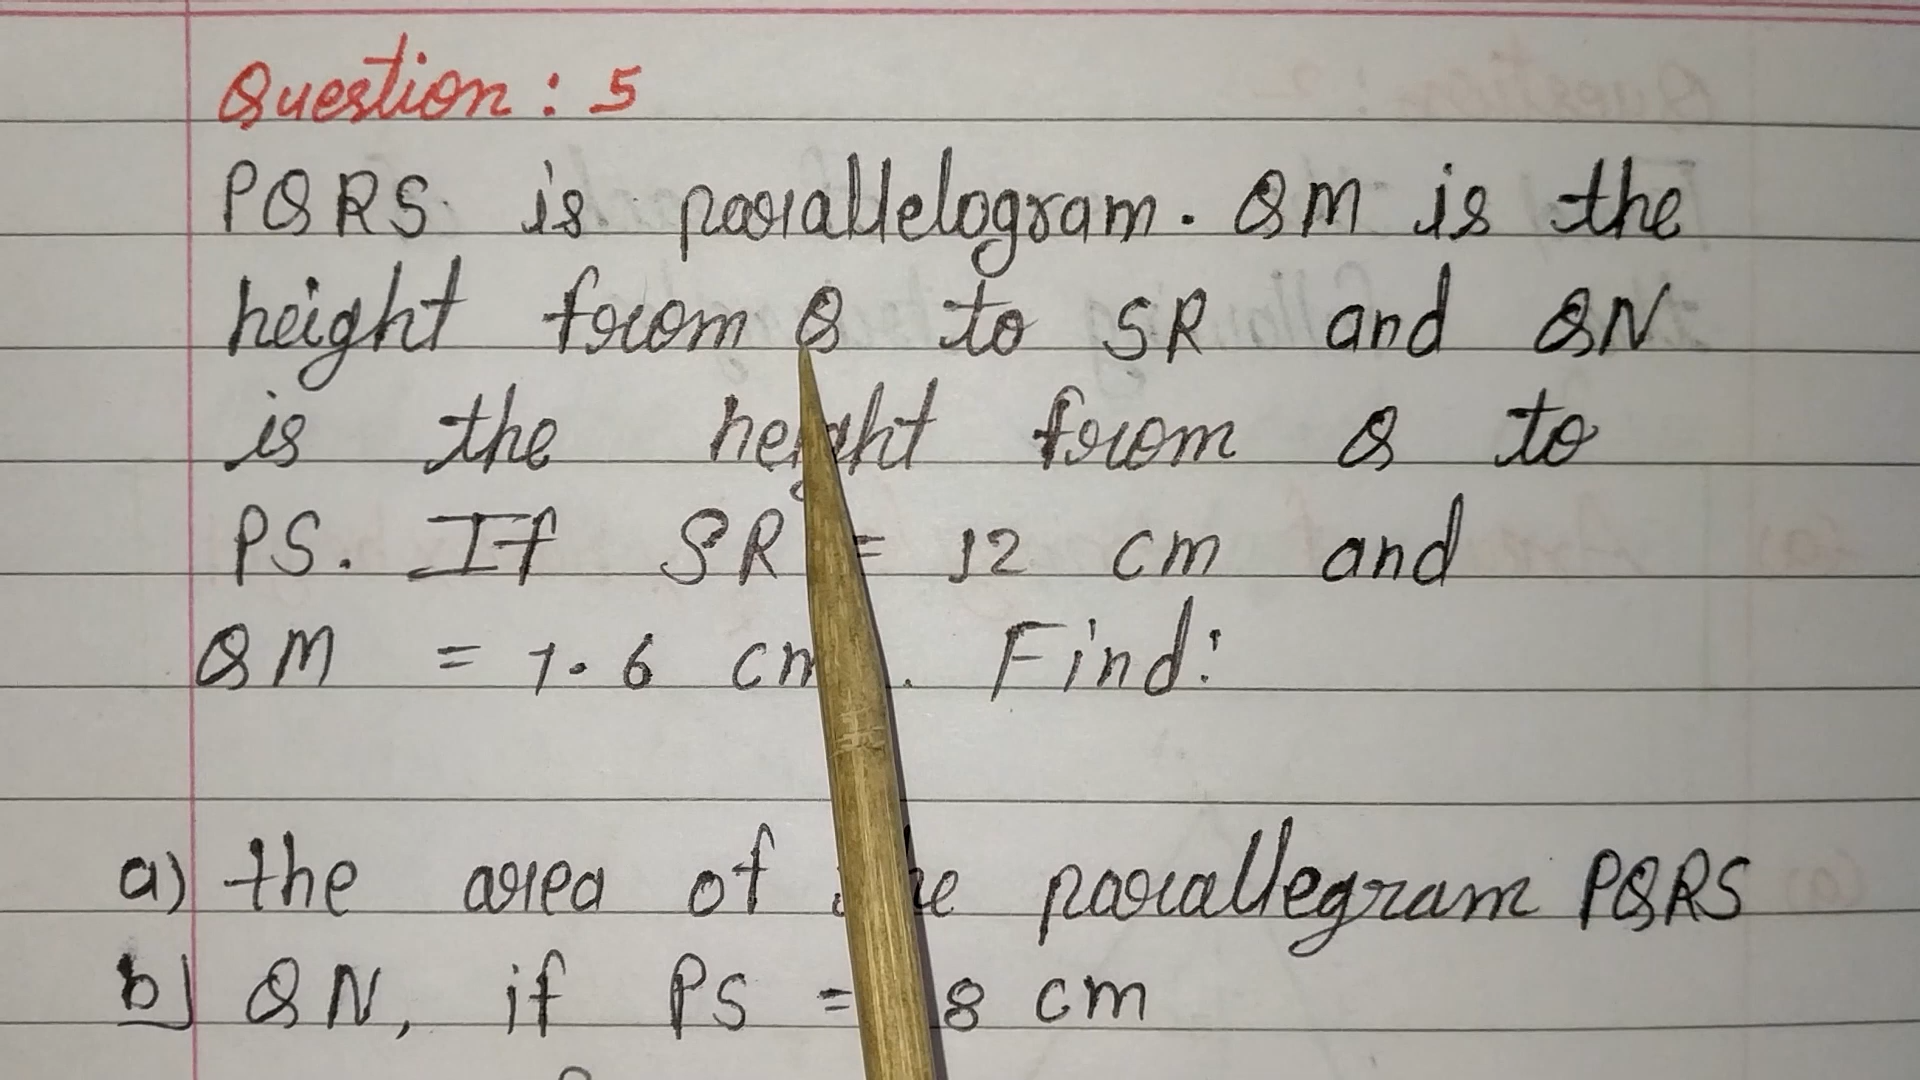 Question : 5
PQRS is parallelogram. QM is the
height from Q to SR and QN
is the height from Q to
PS. If SR = 12 cm and
QM = 7.6 cm. Find:
a) the area of the parallegram PQRS
b) QN, if PS = 8 cm